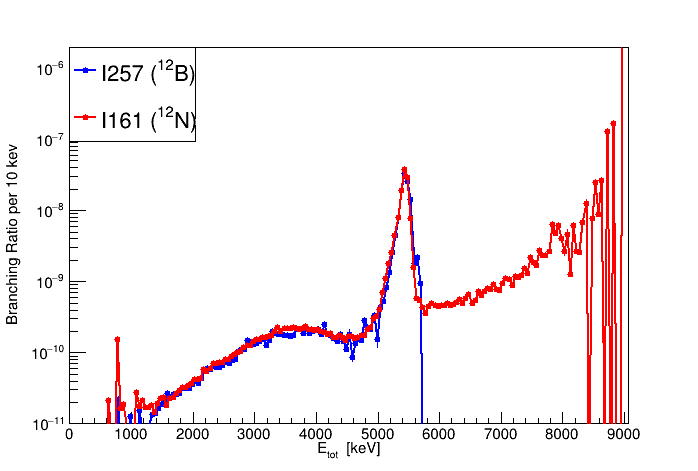 I257 (¹²B)
I161 (¹²N)
Branching Ratio per 10 kev
10⁻⁶
10⁻⁷
10⁻⁸
10⁻⁹
10⁻¹⁰
10⁻¹¹
0 1000 2000 3000 4000 5000 6000 7000 8000 9000
E_tot [keV]